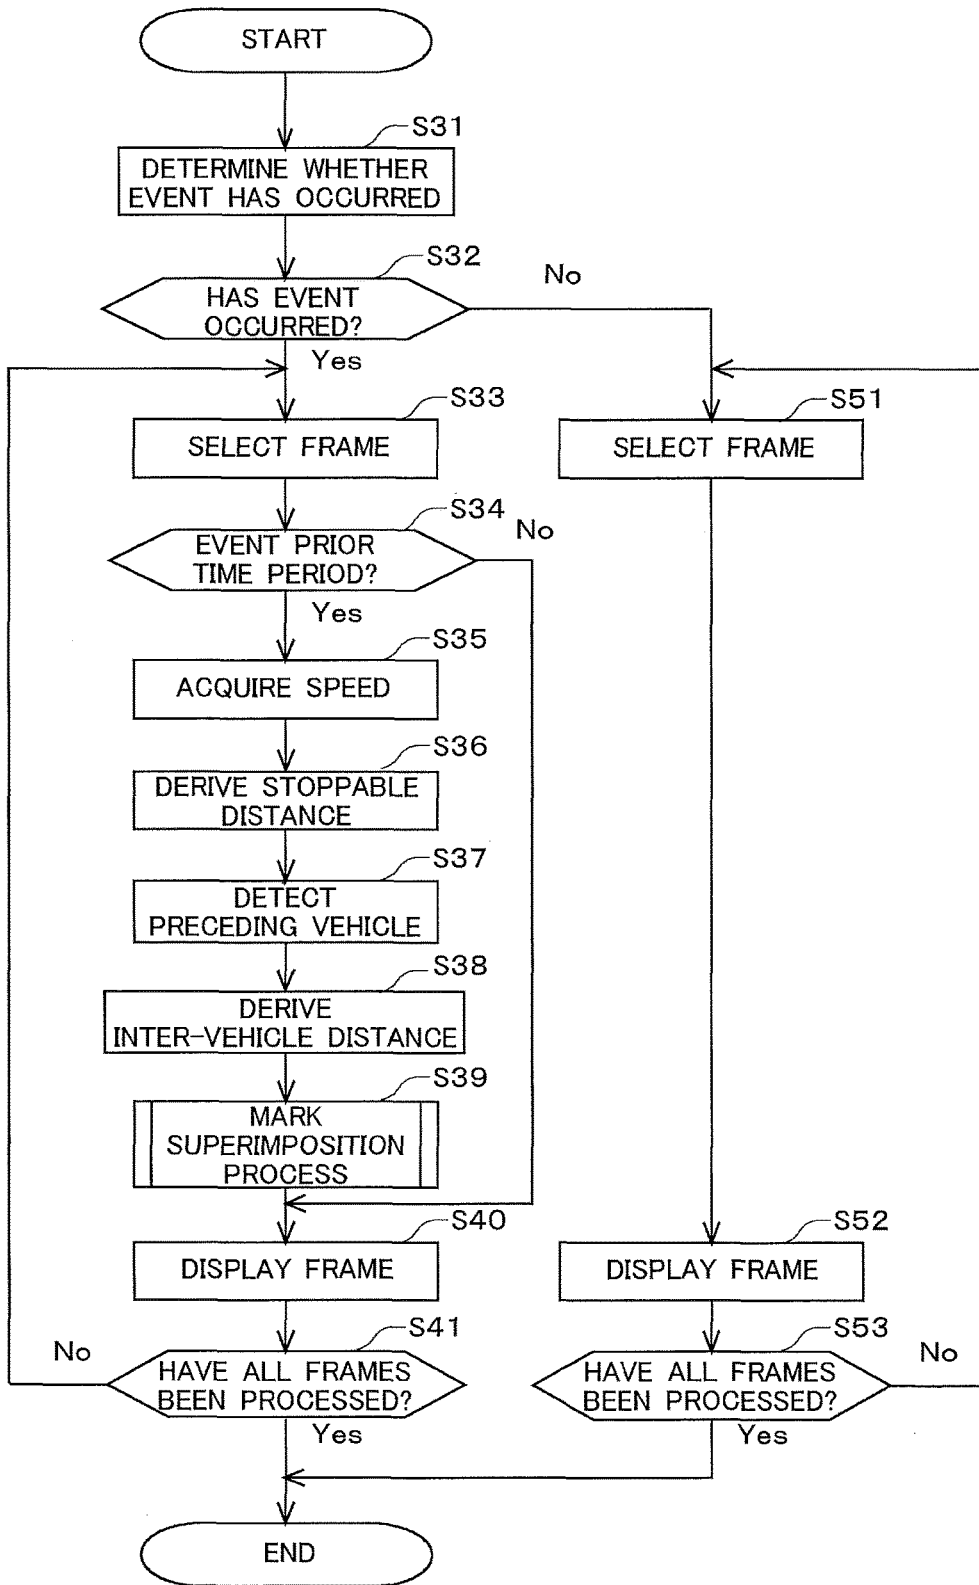 START
S31
DETERMINE WHETHER
EVENT HAS OCCURRED
S32
HAS EVENT
OCCURRED?
No
Yes
S33
SELECT FRAME
S51
SELECT FRAME
S34
EVENT PRIOR
TIME PERIOD?
No
Yes
S35
ACQUIRE SPEED
S36
DERIVE STOPPABLE
DISTANCE
S37
DETECT
PRECEDING VEHICLE
S38
DERIVE
INTER-VEHICLE DISTANCE
S39
MARK
SUPERIMPOSITION
PROCESS
S40
DISPLAY FRAME
S52
DISPLAY FRAME
S41
No
HAVE ALL FRAMES
BEEN PROCESSED?
Yes
S53
HAVE ALL FRAMES
BEEN PROCESSED?
No
Yes
END